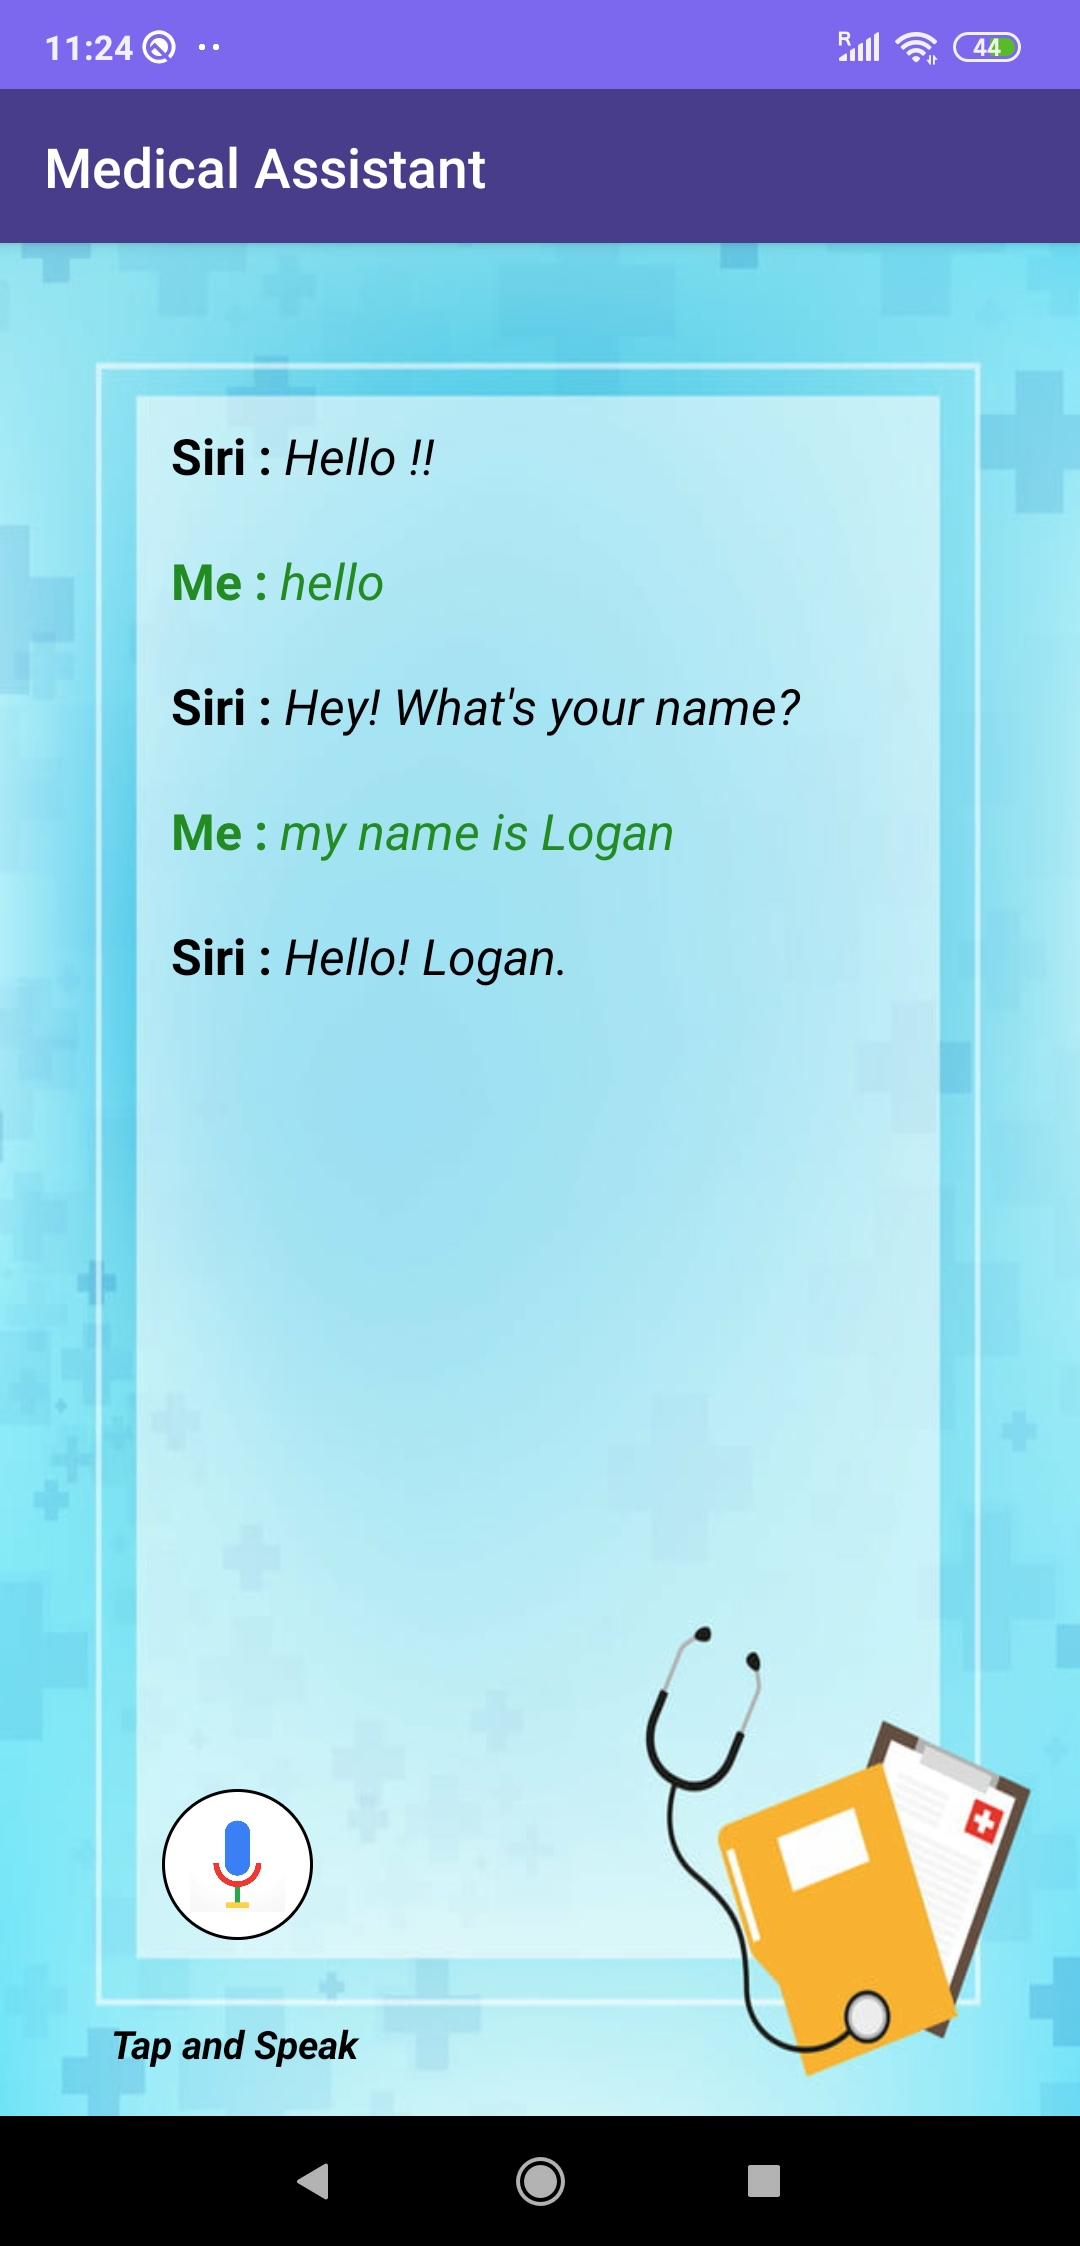 11:24
R
44
Medical Assistant
Siri : Hello !!
Me : hello
Siri : Hey! What's your name?
Me : my name is Logan
Siri : Hello! Logan.
Tap and Speak